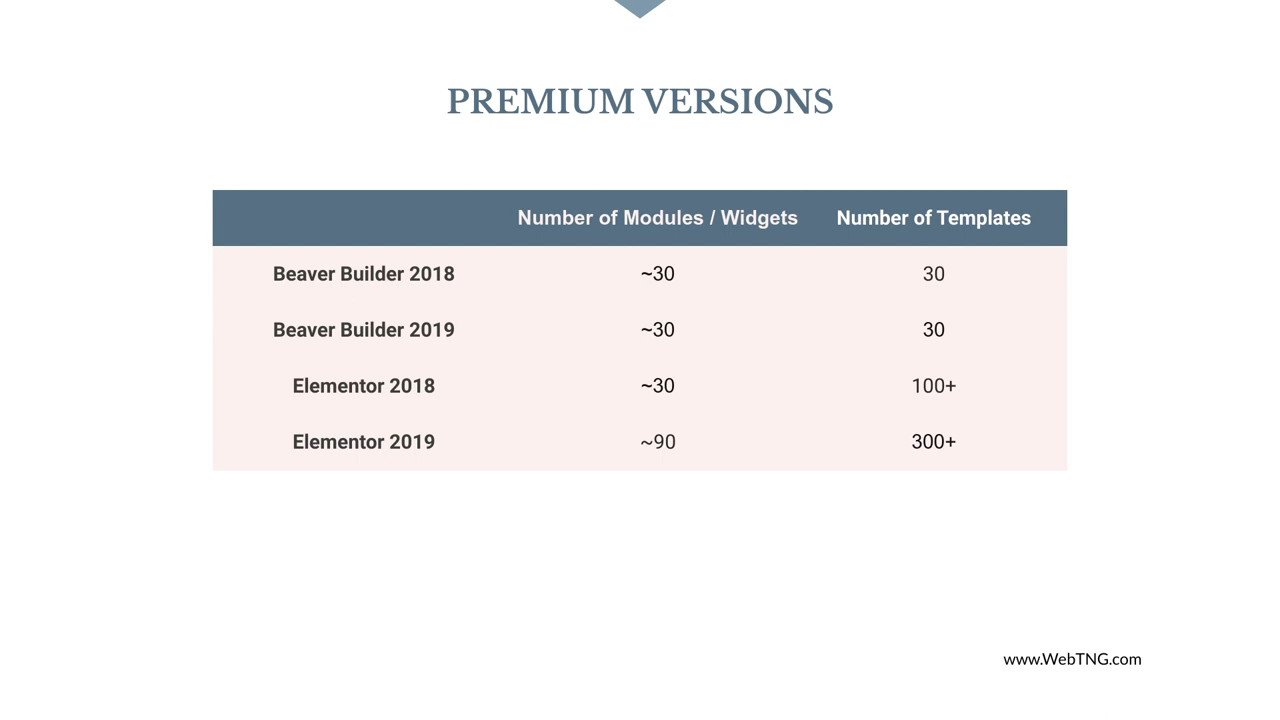 PREMIUM VERSIONS
Number of Modules / Widgets Number of Templates
Beaver Builder 2018 ~30 30
Beaver Builder 2019 ~30 30
Elementor 2018 ~30 100+
Elementor 2019 ~90 300+
www.WebTNG.com